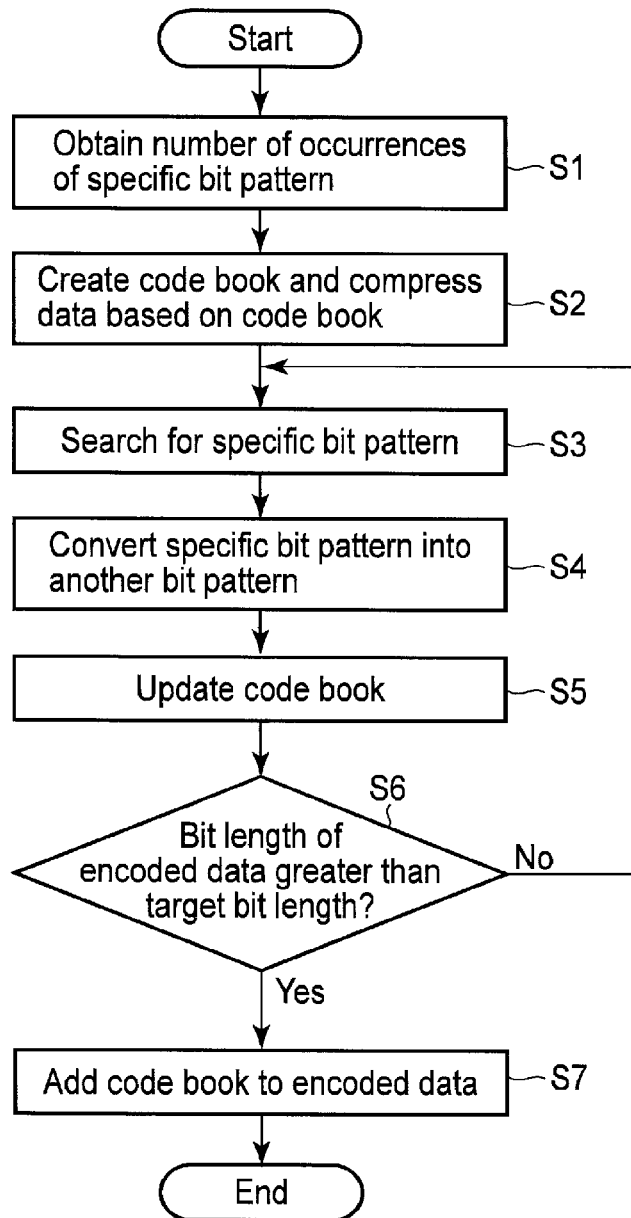 Start
Obtain number of occurrences
of specific bit pattern
S1
Create code book and compress
data based on code book
S2
Search for specific bit pattern
S3
Convert specific bit pattern into
another bit pattern
S4
Update code book
S5
S6
Bit length of
encoded data greater than
target bit length?
No
Yes
Add code book to encoded data
S7
End